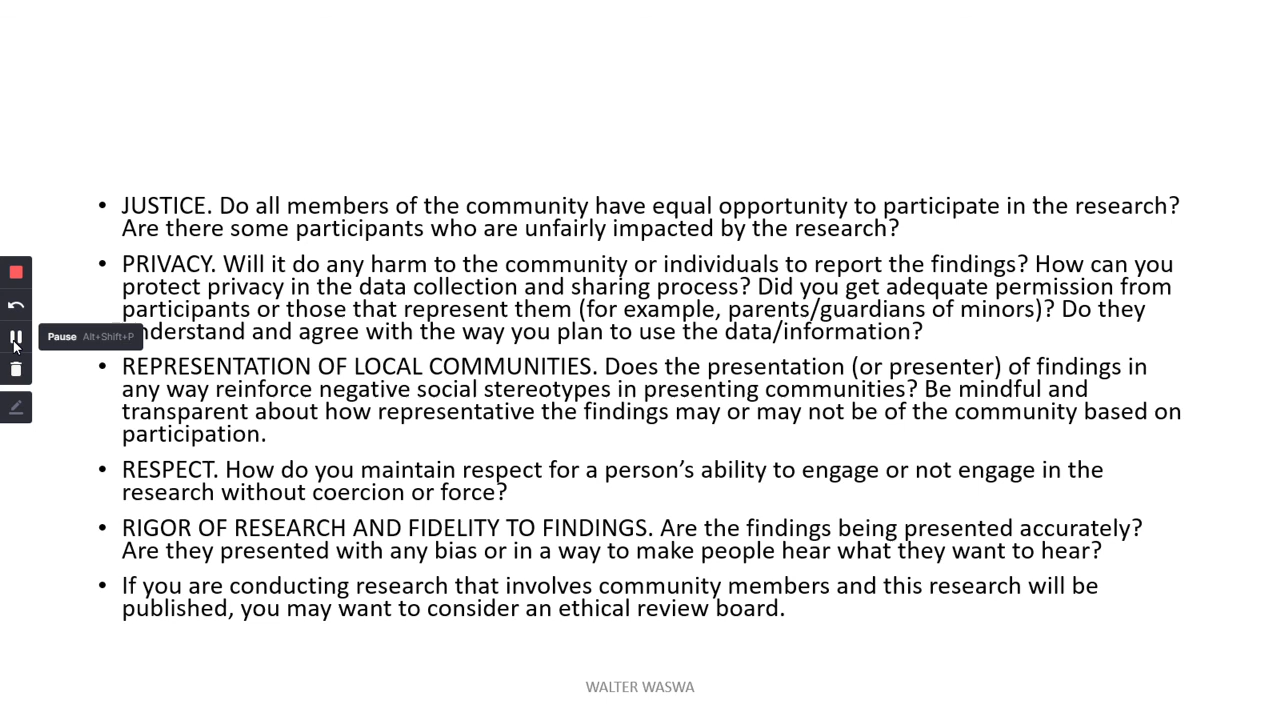 • JUSTICE. Do all members of the community have equal opportunity to participate in the research?
Are there some participants who are unfairly impacted by the research?
• PRIVACY. Will it do any harm to the community or individuals to report the findings? How can you
protect privacy in the data collection and sharing process? Did you get adequate permission from
participants or those that represent them (for example, parents/guardians of minors)? Do they
Pause Alt+Shift+P
nderstand and agree with the way you plan to use the data/information?
• REPRESENTATION OF LOCAL COMMUNITIES. Does the presentation (or presenter) of findings in
any way reinforce negative social stereotypes in presenting communities? Be mindful and
transparent about how representative the findings may or may not be of the community based on
participation.
• RESPECT. How do you maintain respect for a person’s ability to engage or not engage in the
research without coercion or force?
• RIGOR OF RESEARCH AND FIDELITY TO FINDINGS. Are the findings being presented accurately?
Are they presented with any bias or in a way to make people hear what they want to hear?
• If you are conducting research that involves community members and this research will be
published, you may want to consider an ethical review board.
WALTER WASWA